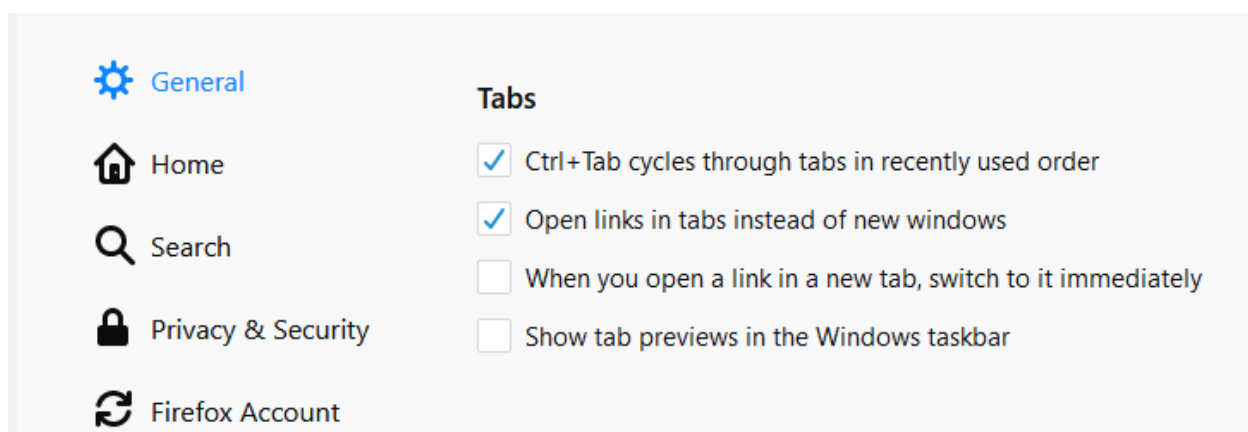 General
Home
Search
Privacy & Security
Firefox Account
Tabs
Ctrl+Tab cycles through tabs in recently used order
Open links in tabs instead of new windows
When you open a link in a new tab, switch to it immediately
Show tab previews in the Windows taskbar